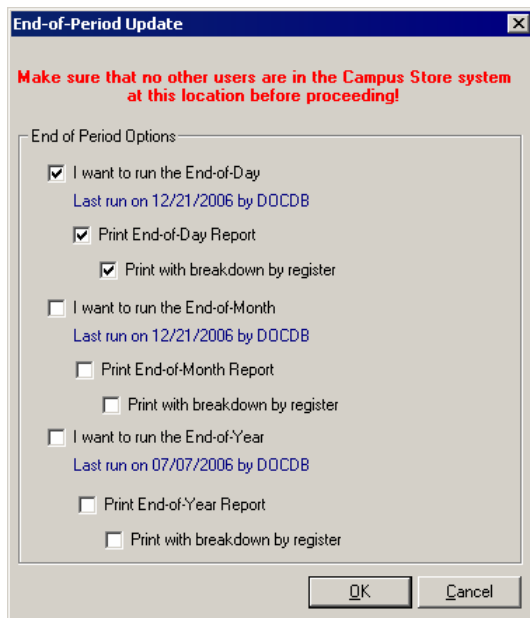 End-of-Period Update
Make sure that no other users are in the Campus Store system
at this location before proceeding!
End of Period Options
I want to run the End-of-Day
Last run on 12/21/2006 by DOCDB
Print End-of-Day Report
Print with breakdown by register
I want to run the End-of-Month
Last run on 12/21/2006 by DOCDB
Print End-of-Month Report
Print with breakdown by register
I want to run the End-of-Year
Last run on 07/07/2006 by DOCDB
Print End-of-Year Report
Print with breakdown by register
OK Cancel